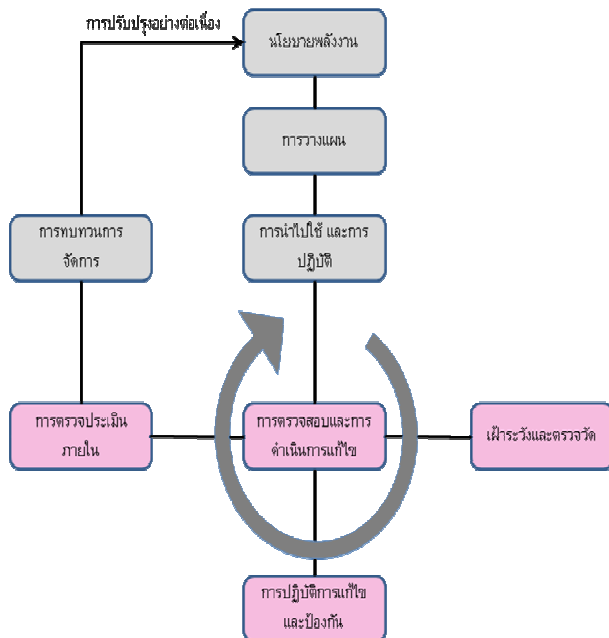 การปรับปรุงอย่างต่อเนื่อง
นโยบายพลังงาน
การวางแผน
การทบทวนการ
จัดการ
การนำไปใช้ และการ
ปฏิบัติ
การตรวจประเมิน
ภายใน
การตรวจสอบและการ
ดำเนินการแก้ไข
เฝ้าระวังและตรวจวัด
การปฏิบัติการแก้ไข
และป้องกัน